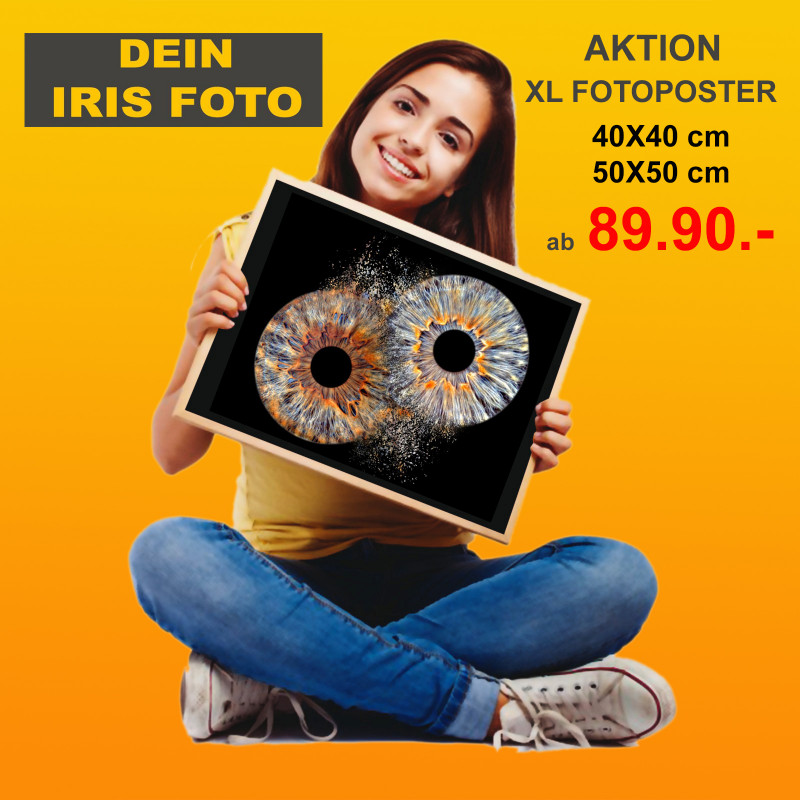 DEIN
IRIS FOTO
AKTION
XL FOTOPOSTER
40X40 cm
50X50 cm
ab 89.90.-